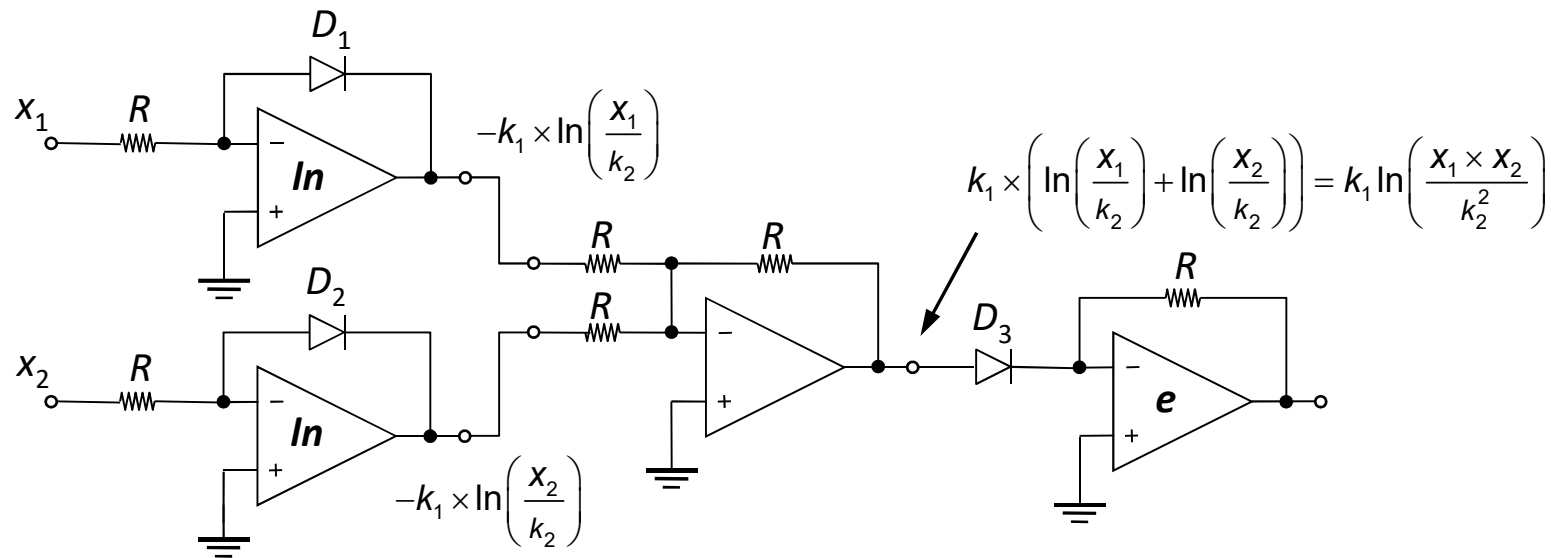 D₁
x₁ R
− ln +
−k₁ × ln(x₁/k₂)
k₁ × (ln(x₁/k₂) + ln(x₂/k₂)) = k₁ ln((x₁ × x₂)/k₂²)
D₂
x₂ R
− ln +
−k₁ × ln(x₂/k₂)
R R
R
− +
D₃
R
− e +